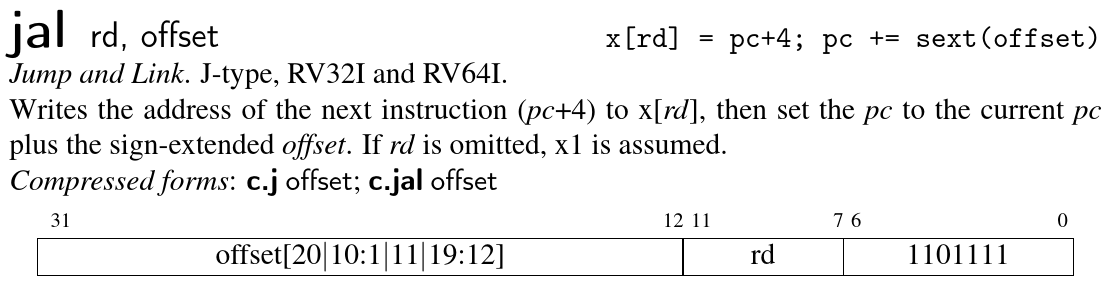 jal rd, offset x[rd] = pc+4; pc += sext(offset)
Jump and Link. J-type, RV32I and RV64I.
Writes the address of the next instruction (pc+4) to x[rd], then set the pc to the current pc
plus the sign-extended offset. If rd is omitted, x1 is assumed.
Compressed forms: c.j offset; c.jal offset
31 12 11 7 6 0
offset[20|10:1|11|19:12] rd 1101111